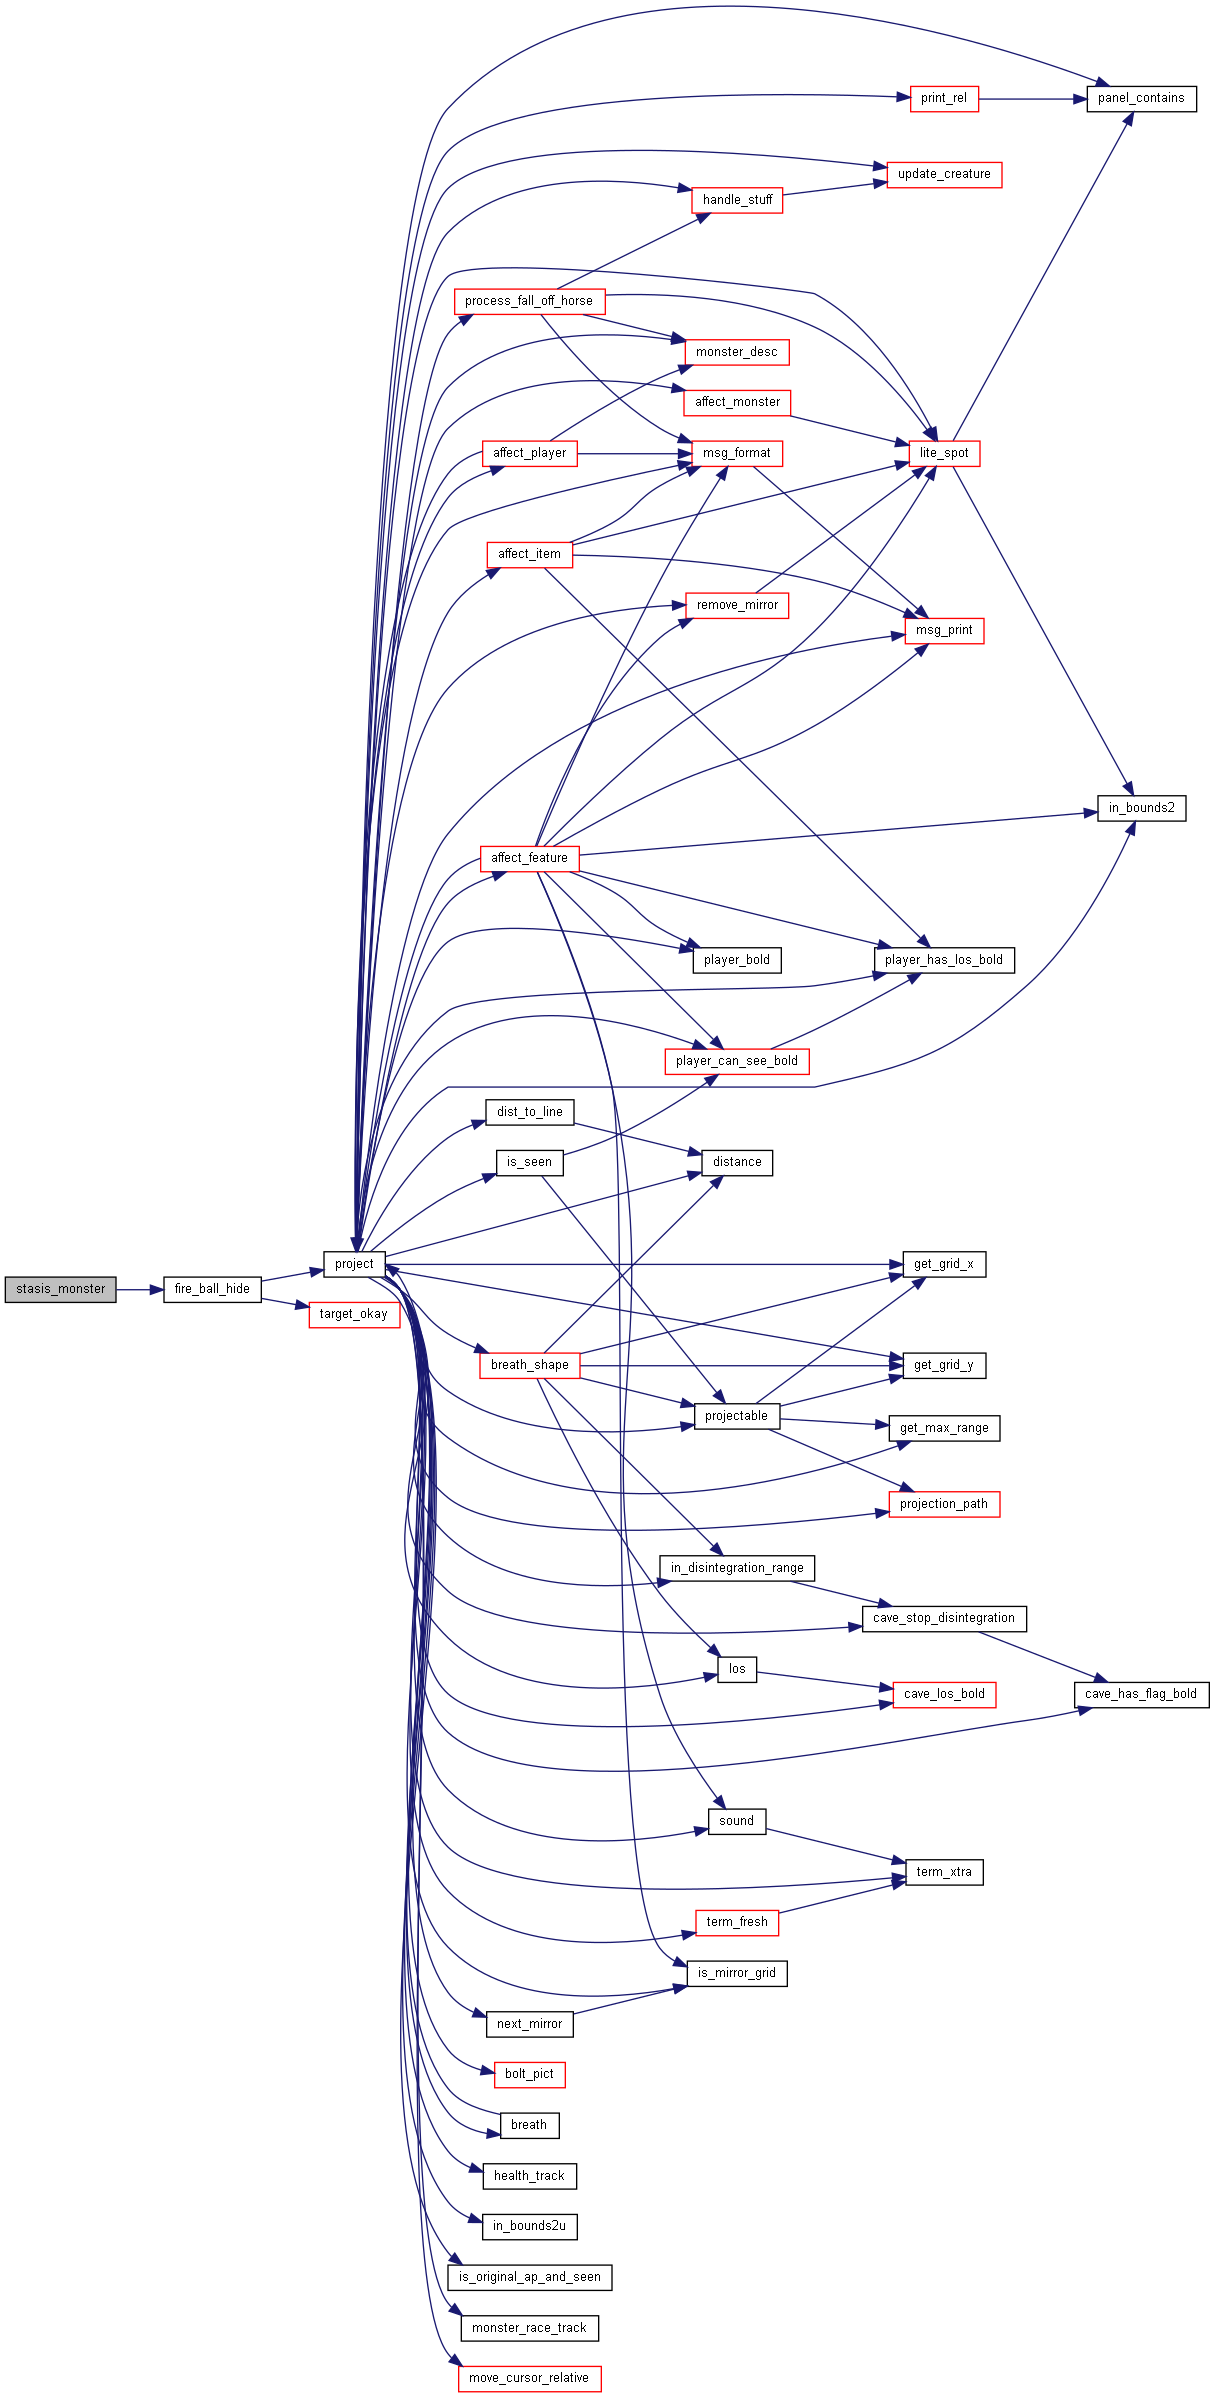 panel_contains
print_rel
update_creature
handle_stuff
process_fall_off_horse
monster_desc
affect_monster
affect_player
msg_format
lite_spot
affect_item
remove_mirror
msg_print
in_bounds2
affect_feature
player_bold
player_has_los_bold
player_can_see_bold
dist_to_line
is_seen
distance
project
get_grid_x
stasis_monster
fire_ball_hide
target_okay
breath_shape
get_grid_y
projectable
get_max_range
projection_path
in_disintegration_range
cave_stop_disintegration
los
cave_los_bold
cave_has_flag_bold
sound
term_xtra
term_fresh
is_mirror_grid
next_mirror
bolt_pict
breath
health_track
in_bounds2u
is_original_ap_and_seen
monster_race_track
move_cursor_relative